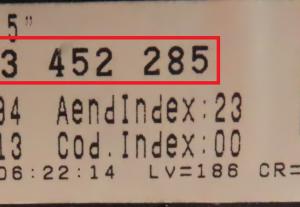 5"
3 452 285
94 AendIndex:23
13 Cod.Index:00
06:22:14 LV=186 CR=